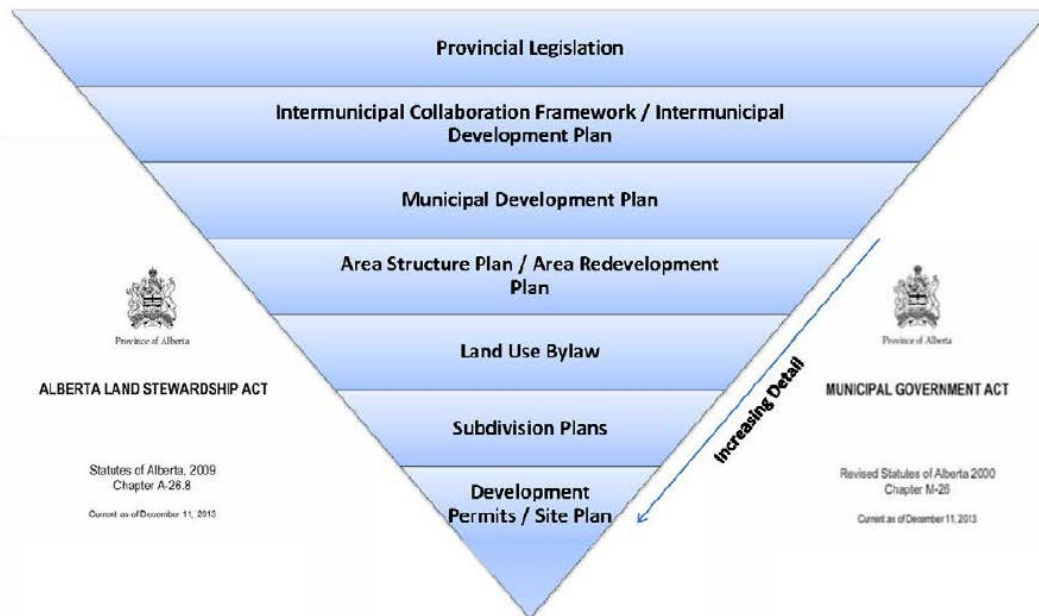 Provincial Legislation
Intermunicipal Collaboration Framework / Intermunicipal
Development Plan
Municipal Development Plan
Area Structure Plan / Area Redevelopment
Plan
Land Use Bylaw
Subdivision Plans
Development
Permits / Site Plan
Increasing Detail
Province of Alberta
ALBERTA LAND STEWARDSHIP ACT
Statutes of Alberta, 2009
Chapter A-26.8
Current as of December 11, 2013
Province of Alberta
MUNICIPAL GOVERNMENT ACT
Revised Statutes of Alberta 2000
Chapter M-26
Current as of December 11, 2013